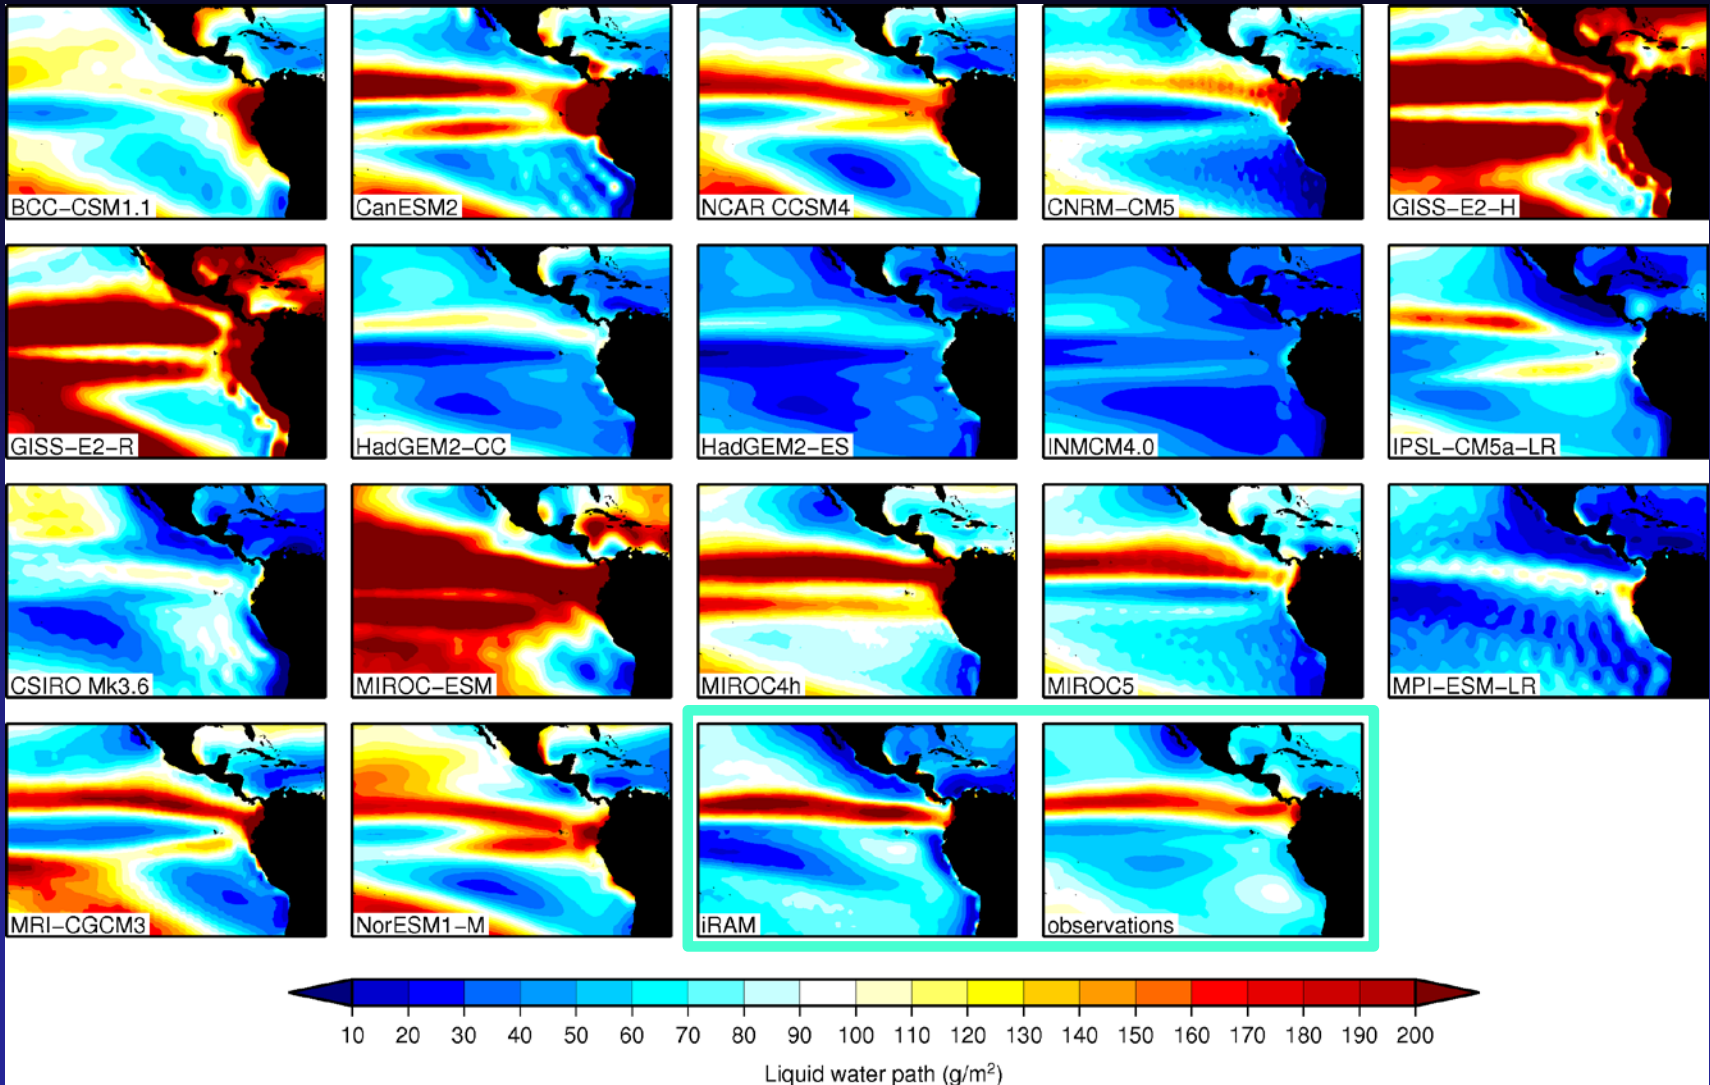 BCC-CSM1.1
CanESM2
NCAR CCSM4
CNRM-CM5
GISS-E2-H
GISS-E2-R
HadGEM2-CC
HadGEM2-ES
INMCM4.0
IPSL-CM5a-LR
CSIRO Mk3.6
MIROC-ESM
MIROC4h
MIROC5
MPI-ESM-LR
MRI-CGCM3
NorESM1-M
iRAM
observations
10 20 30 40 50 60 70 80 90 100 110 120 130 140 150 160 170 180 190 200
Liquid water path (g/m²)